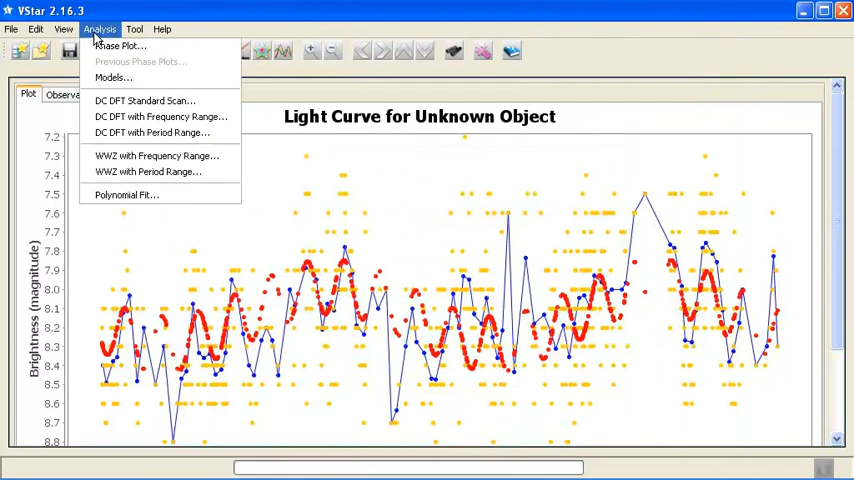 VStar 2.16.3
File Edit View Analysis Tool Help
Phase Plot...
Previous Phase Plots...
Models...
DC DFT Standard Scan...
DC DFT with Frequency Range...
DC DFT with Period Range...
WWZ with Frequency Range...
WWZ with Period Range...
Polynomial Fit...
Plot Observa
Light Curve for Unknown Object
Brightness (magnitude)
7.2
7.3
7.4
7.5
7.6
7.7
7.8
7.9
8.0
8.1
8.2
8.3
8.4
8.5
8.6
8.7
8.8